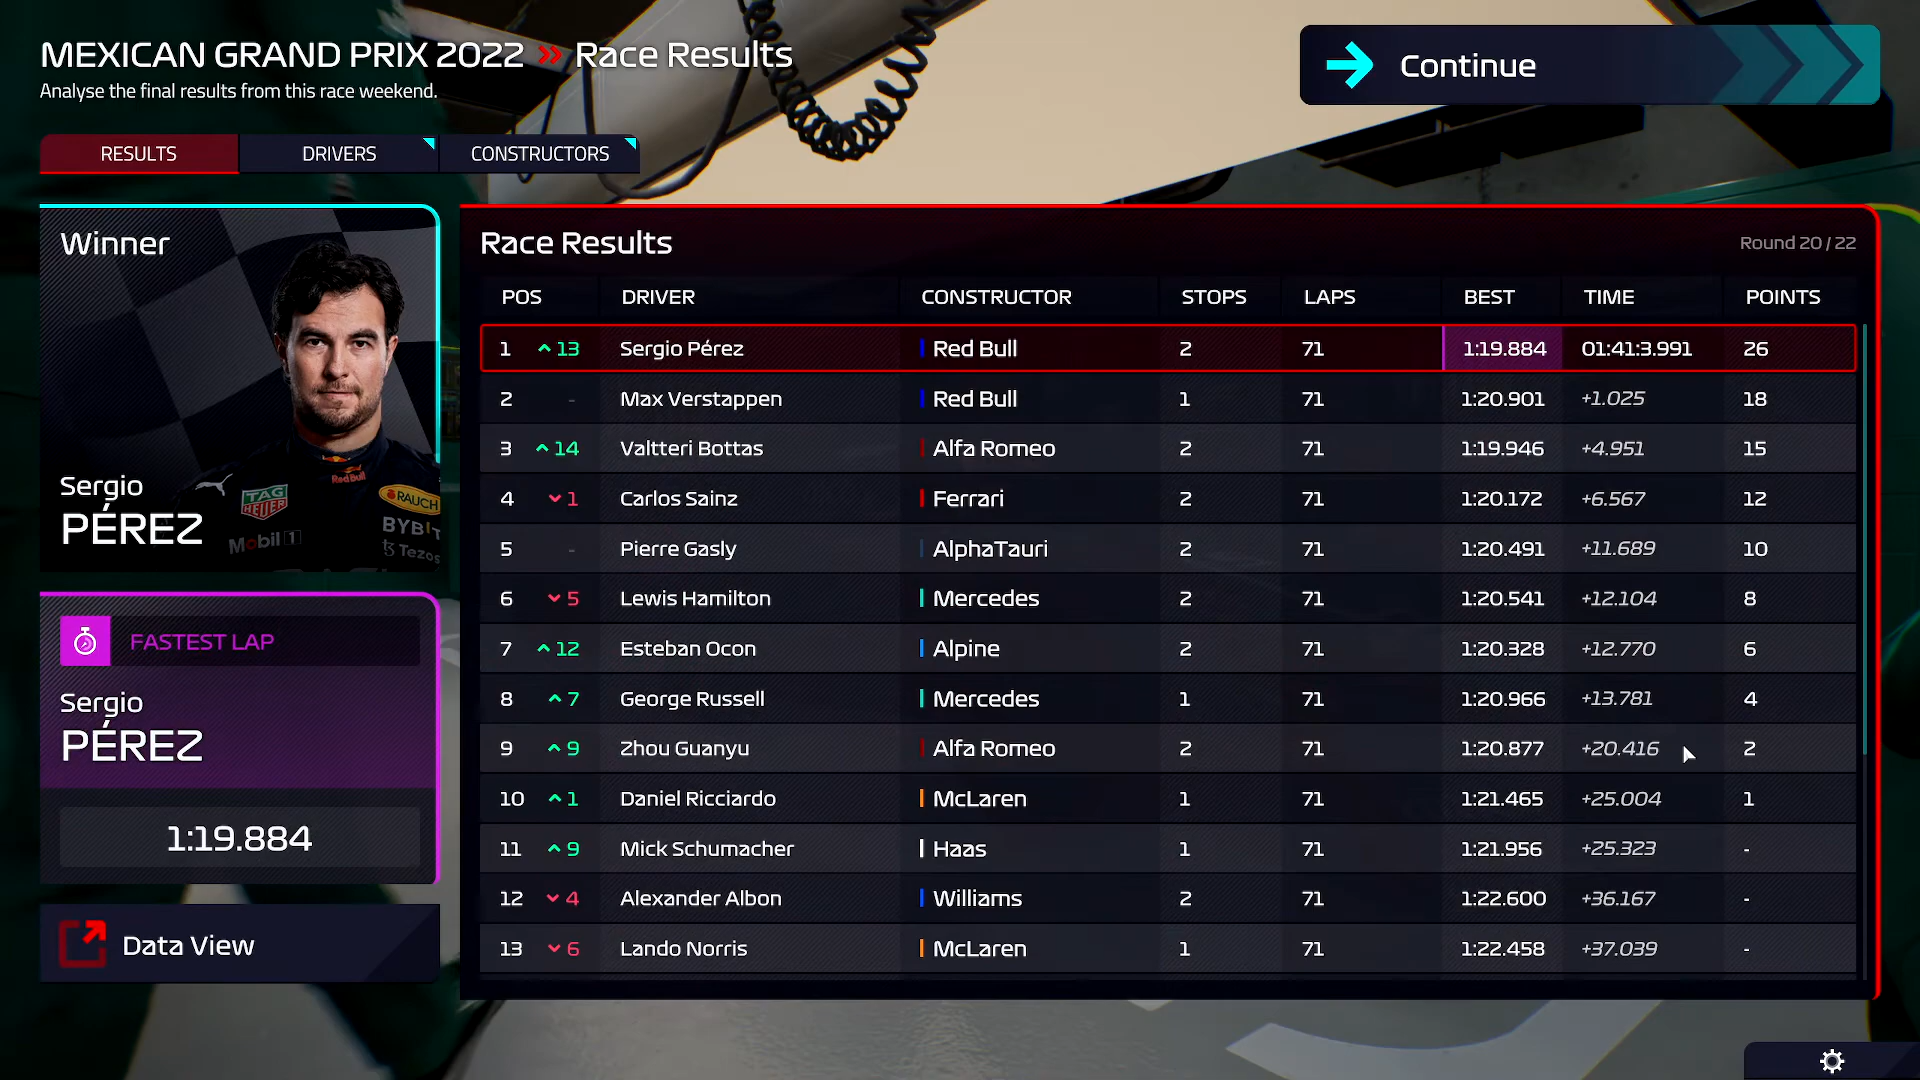 MEXICAN GRAND PRIX 2022 » Race Results
Analyse the final results from this race weekend.
Continue
RESULTS DRIVERS CONSTRUCTORS
Winner
Sergio
PÉREZ
TAG HEUER
Red Bull
RAUCH
BYBIT
Mobil 1
Tezos
FASTEST LAP
Sergio
PÉREZ
1:19.884
Data View
Race Results
Round 20 / 22
POS DRIVER CONSTRUCTOR STOPS LAPS BEST TIME POINTS
1 13 Sergio Pérez Red Bull 2 71 1:19.884 01:41:3.991 26
2 - Max Verstappen Red Bull 1 71 1:20.901 +1.025 18
3 14 Valtteri Bottas Alfa Romeo 2 71 1:19.946 +4.951 15
4 1 Carlos Sainz Ferrari 2 71 1:20.172 +6.567 12
5 - Pierre Gasly AlphaTauri 2 71 1:20.491 +11.689 10
6 5 Lewis Hamilton Mercedes 2 71 1:20.541 +12.104 8
7 12 Esteban Ocon Alpine 2 71 1:20.328 +12.770 6
8 7 George Russell Mercedes 1 71 1:20.966 +13.781 4
9 9 Zhou Guanyu Alfa Romeo 2 71 1:20.877 +20.416 2
10 1 Daniel Ricciardo McLaren 1 71 1:21.465 +25.004 1
11 9 Mick Schumacher Haas 1 71 1:21.956 +25.323 -
12 4 Alexander Albon Williams 2 71 1:22.600 +36.167 -
13 6 Lando Norris McLaren 1 71 1:22.458 +37.039 -